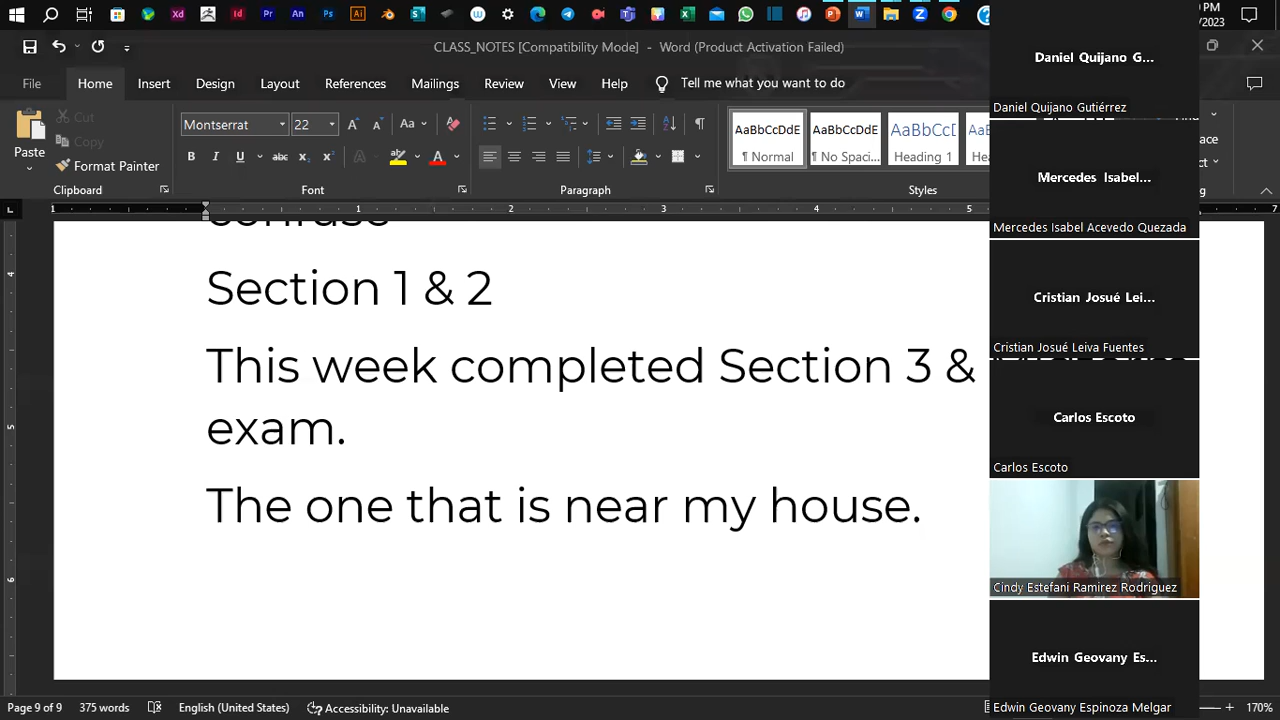 PM
/2023
CLASS_NOTES [Compatibility Mode] - Word (Product Activation Failed)
File Home Insert Design Layout References Mailings Review View Help Tell me what you want to do
Paste
Cut
Copy
Format Painter
Clipboard
Montserrat 22
Font
Paragraph
AaBbCcDdE
¶ Normal
AaBbCcDdE
¶ No Spaci...
AaBbC
Heading 1
Styles
Section 1 & 2
This week completed Section 3 &
exam.
The one that is near my house.
Daniel Quijano G...
Daniel Quijano Gutiérrez
Mercedes Isabel...
Mercedes Isabel Acevedo Quezada
Cristian Josué Lei...
Cristian Josué Leiva Fuentes
Carlos Escoto
Carlos Escoto
Cindy Estefani Ramirez Rodriguez
Edwin Geovany Es...
Edwin Geovany Espinoza Melgar
Page 9 of 9 375 words English (United States) Accessibility: Unavailable 170%